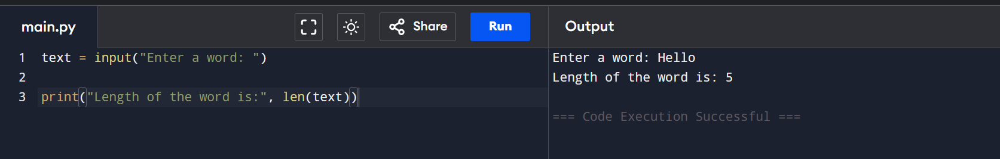 main.py Share Run Output
1 text = input("Enter a word: ")
2
3 print("Length of the word is:", len(text))
Enter a word: Hello
Length of the word is: 5
=== Code Execution Successful ===